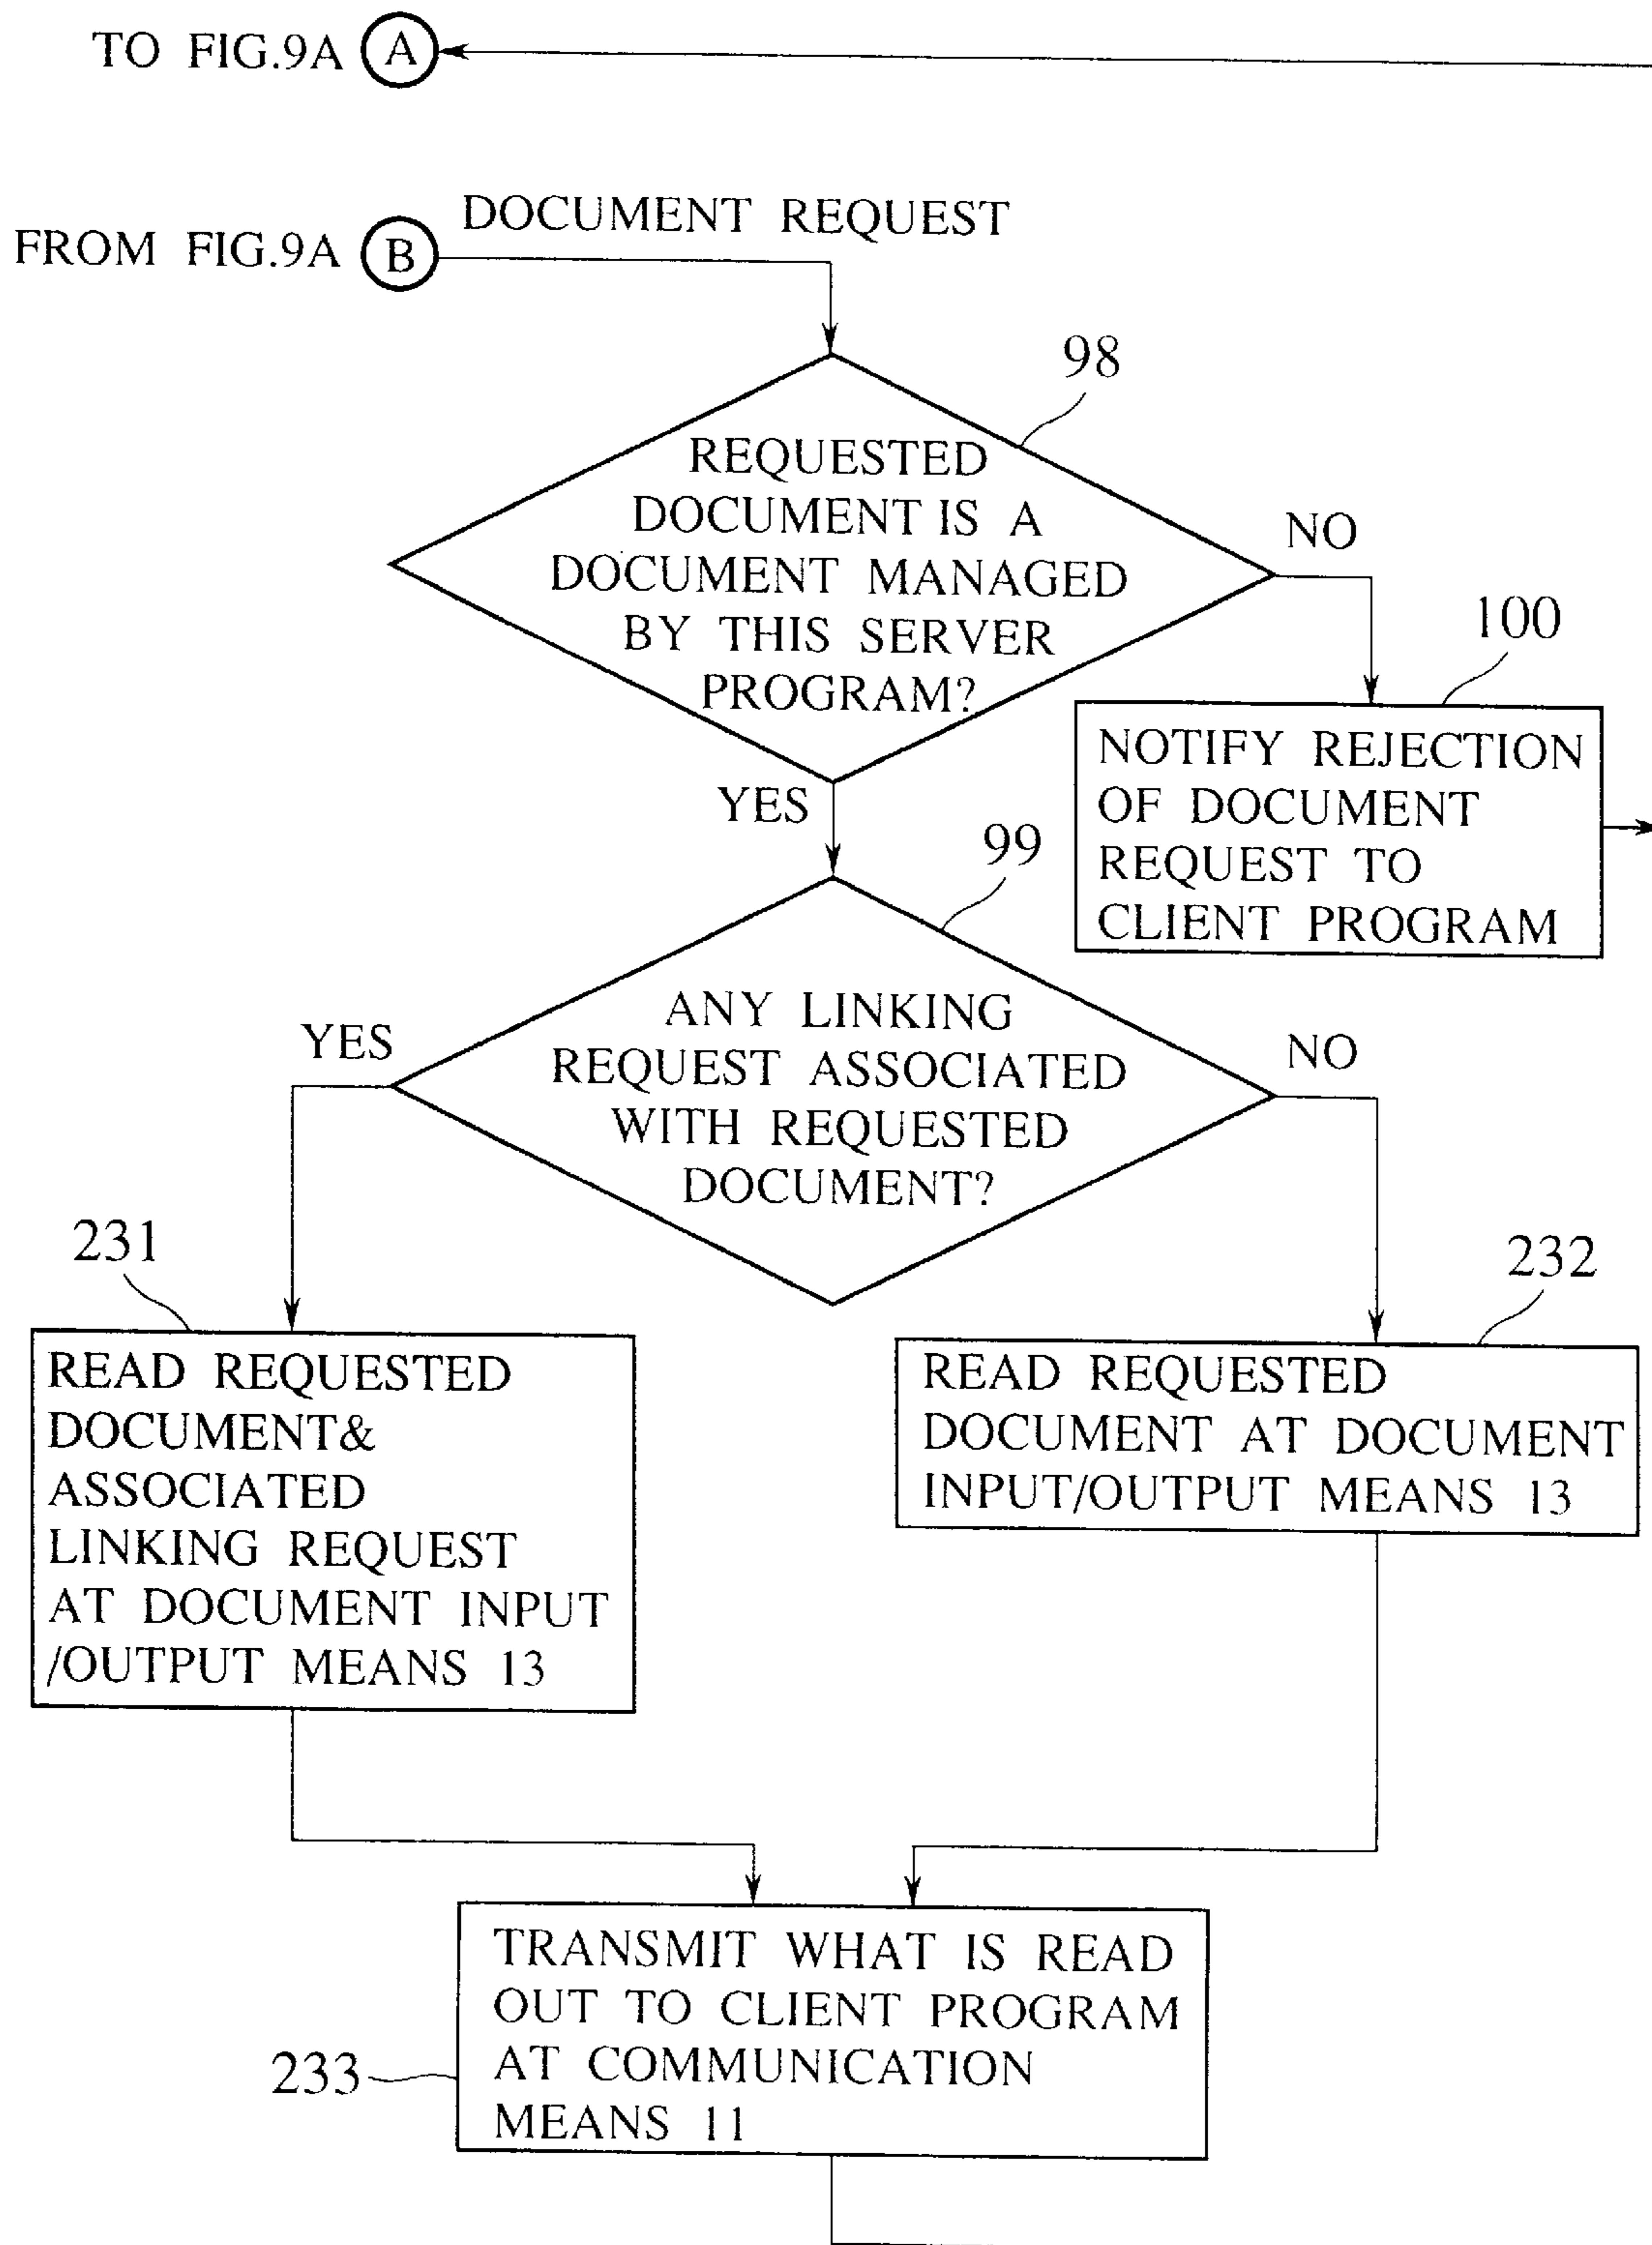 TO FIG.9A A
FROM FIG.9A B
DOCUMENT REQUEST
98
REQUESTED
DOCUMENT IS A
DOCUMENT MANAGED
BY THIS SERVER
PROGRAM?
NO
YES
100
NOTIFY REJECTION
OF DOCUMENT
REQUEST TO
CLIENT PROGRAM
99
ANY LINKING
REQUEST ASSOCIATED
WITH REQUESTED
DOCUMENT?
YES
NO
231
READ REQUESTED
DOCUMENT&
ASSOCIATED
LINKING REQUEST
AT DOCUMENT INPUT
/OUTPUT MEANS 13
232
READ REQUESTED
DOCUMENT AT DOCUMENT
INPUT/OUTPUT MEANS 13
233
TRANSMIT WHAT IS READ
OUT TO CLIENT PROGRAM
AT COMMUNICATION
MEANS 11